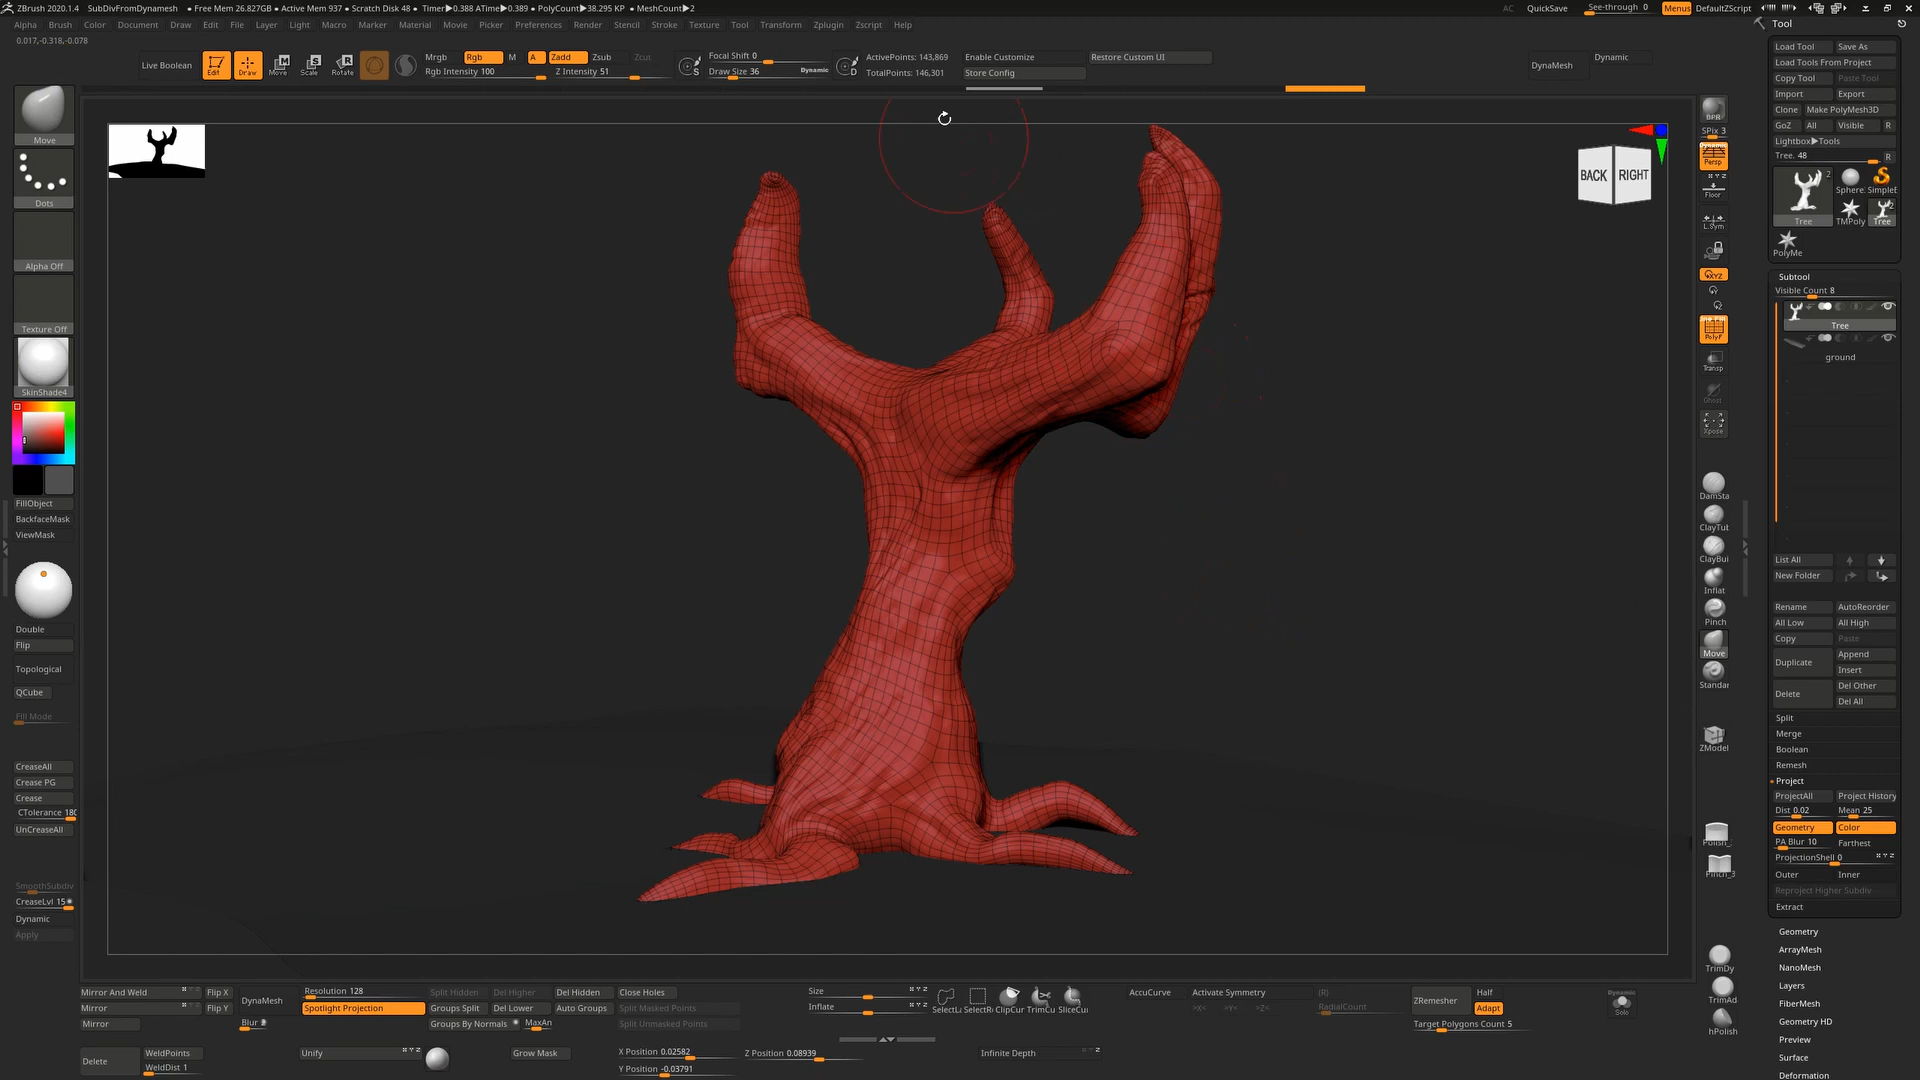 ZBrush 2020.1.4 SubDivFromDynamesh • Free Mem 26.827GB • Active Mem 937 • Scratch Disk 48 • Timer▶0.388 ATime▶0.389 • PolyCount▶38.295 KP • MeshCount▶2 AC QuickSave See-through 0 Menus DefaultZScript
Alpha Brush Color Document Draw Edit File Layer Light Macro Marker Material Movie Picker Preferences Render Stencil Stroke Texture Tool Transform Zplugin Zscript Help
0.017,-0.318,-0.078
Live Boolean Edit Draw Move Scale Rotate
Mrgb Rgb M A Zadd Zsub Zcut
Rgb Intensity 100 Z Intensity 51
Focal Shift 0
Draw Size 36 Dynamic
ActivePoints: 143,869
TotalPoints: 146,301
Enable Customize Restore Custom UI
Store Config
DynaMesh Dynamic
Move
Dots
Alpha Off
Texture Off
SkinShade4
FillObject
BackfaceMask
ViewMask
Double
Flip
Topological
QCube
Fill Mode
CreaseAll
Crease PG
Crease
CTolerance 180
UnCreaseAll
SmoothSubdiv
CreaseLvl 15
Dynamic
Apply
BACK RIGHT
BPR
SPix 3
Dynamic
Persp
Floor
L.Sym
XYZ
PolyF
Transp
Ghost
Xpose
DamSta
ClayTub
ClayBui
Inflat
Pinch
Move
Standar
ZModel
Polish_
Pinch_3
TrimDy
TrimAd
hPolish
Tool
Load Tool Save As
Load Tools From Project
Copy Tool Paste Tool
Import Export
Clone Make PolyMesh3D
GoZ All Visible R
Lightbox▶Tools
Tree. 48 R
2
Tree
Sphere SimpleE
2
TMPoly Tree
PolyMe
Subtool
Visible Count 8
Tree
ground
List All
New Folder
Rename AutoReorder
All Low All High
Copy Paste
Duplicate Append
Insert
Delete Del Other
Del All
Split
Merge
Boolean
Remesh
Project
ProjectAll Project History
Dist 0.02 Mean 25
Geometry Color
PA Blur 10 Farthest
ProjectionShell 0
Outer Inner
Reproject Higher Subdiv
Extract
Geometry
ArrayMesh
NanoMesh
Layers
FiberMesh
Geometry HD
Preview
Surface
Deformation
Mirror And Weld Flip X
Mirror Flip Y
Mirror
DynaMesh
Resolution 128
Spotlight Projection
Blur 2
Split Hidden Del Higher Del Hidden Close Holes
Groups Split Del Lower Auto Groups Split Masked Points
Groups By Normals MaxAn Split Unmasked Points
Size
Inflate
SelectLa SelectRe ClipCur TrimCu SliceCur
AccuCurve Activate Symmetry (R)
>X< >Y< >Z< RadialCount
ZRemesher Half
Adapt
Target Polygons Count 5
Dynamic
Solo
Delete
WeldPoints
WeldDist 1
Unify
Grow Mask
X Position 0.02582 Z Position 0.08939
Y Position -0.03791
Infinite Depth